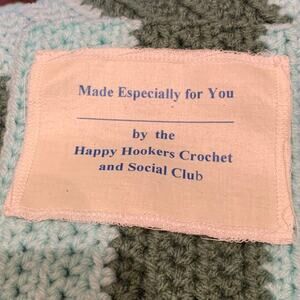 Made Especially for You
by the
Happy Hookers Crochet
and Social Club